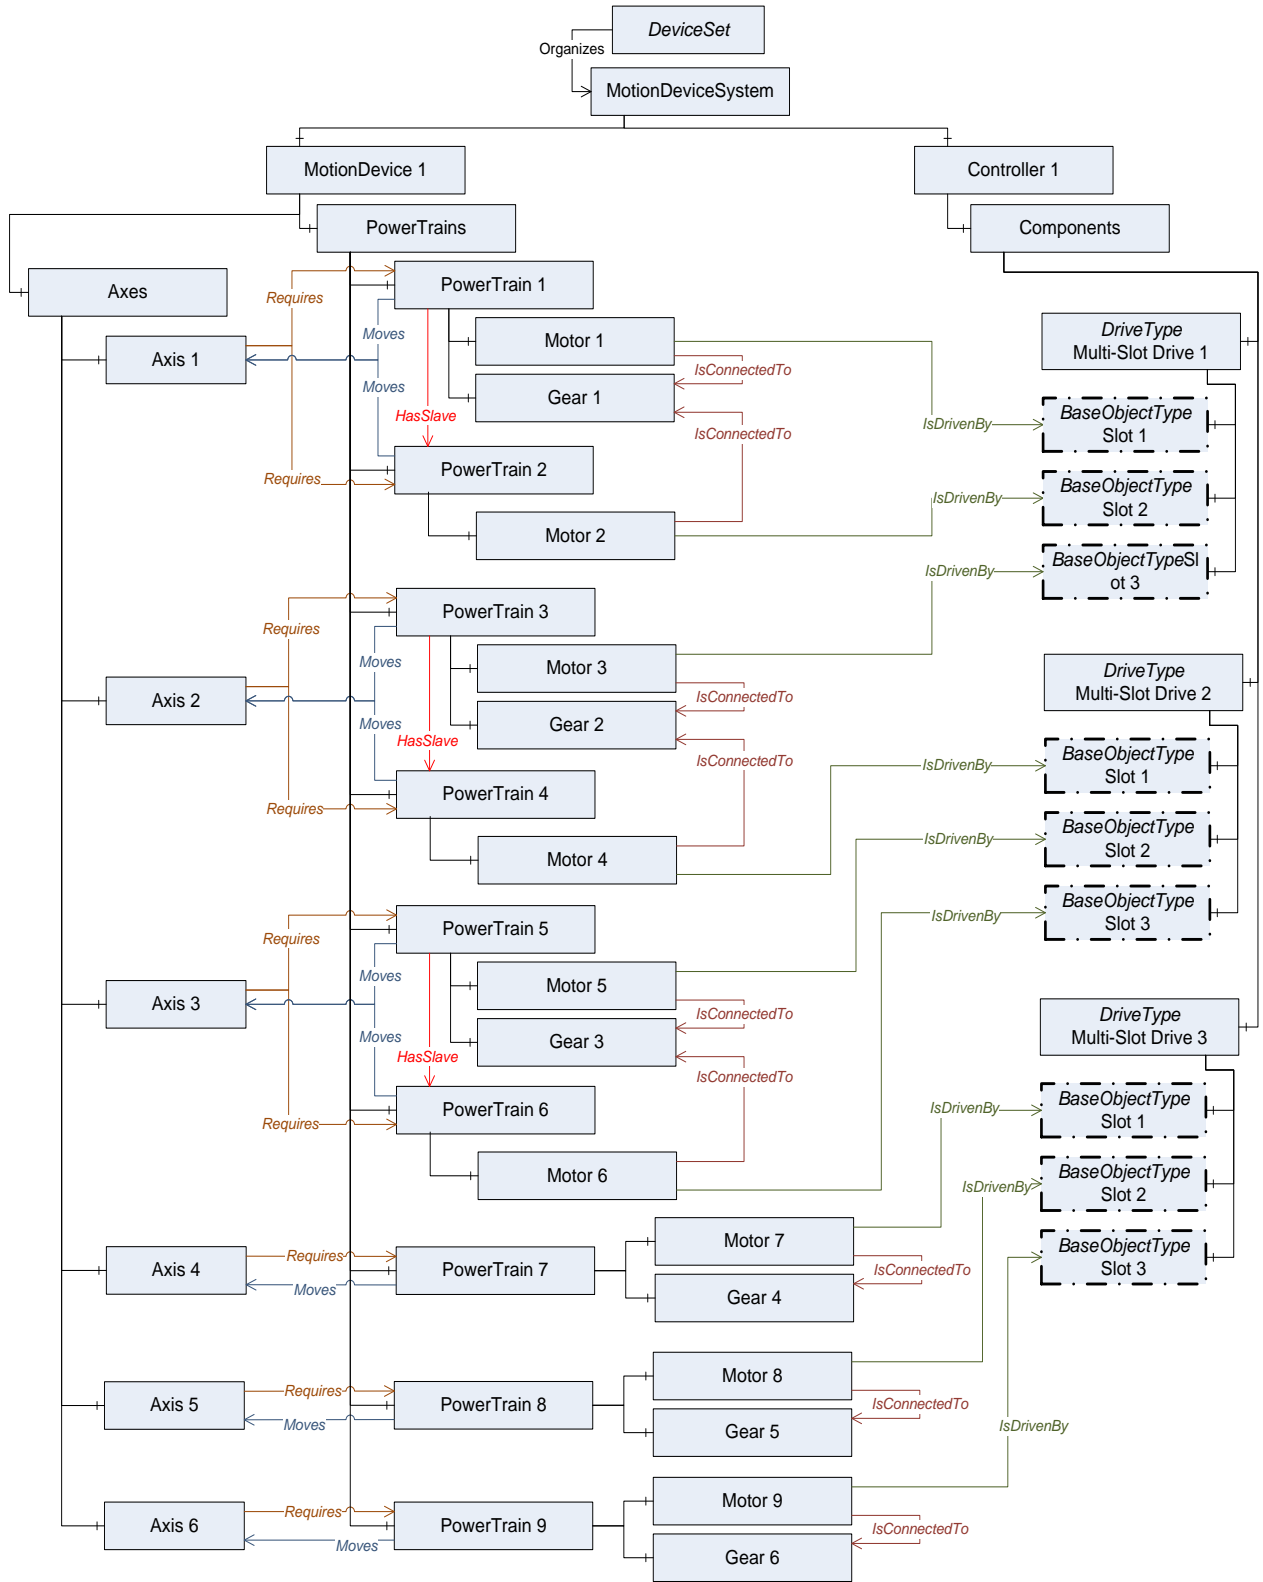 DeviceSet
Organizes
MotionDeviceSystem
MotionDevice 1
Controller 1
PowerTrains
Components
Axes
PowerTrain 1
Requires
Moves
Motor 1
DriveType
Multi-Slot Drive 1
Axis 1
Moves
IsConnectedTo
Gear 1
HasSlave
IsDrivenBy
BaseObjectType
Slot 1
IsConnectedTo
PowerTrain 2
Requires
IsDrivenBy
BaseObjectType
Slot 2
Motor 2
IsDrivenBy
BaseObjectTypeSl
ot 3
PowerTrain 3
Requires
Moves
Motor 3
DriveType
Multi-Slot Drive 2
Axis 2
Moves
IsConnectedTo
Gear 2
HasSlave
IsConnectedTo
IsDrivenBy
BaseObjectType
Slot 1
PowerTrain 4
Requires
IsDrivenBy
BaseObjectType
Slot 2
Motor 4
IsDrivenBy
BaseObjectType
Slot 3
PowerTrain 5
Requires
Moves
Motor 5
Axis 3
Moves
IsConnectedTo
Gear 3
DriveType
Multi-Slot Drive 3
HasSlave
IsConnectedTo
PowerTrain 6
Requires
IsDrivenBy
BaseObjectType
Slot 1
Motor 6
IsDrivenBy
BaseObjectType
Slot 2
Axis 4
Requires
Moves
PowerTrain 7
Motor 7
IsConnectedTo
Gear 4
BaseObjectType
Slot 3
Axis 5
Requires
Moves
PowerTrain 8
Motor 8
IsConnectedTo
Gear 5
IsDrivenBy
Axis 6
Requires
Moves
PowerTrain 9
Motor 9
IsConnectedTo
Gear 6